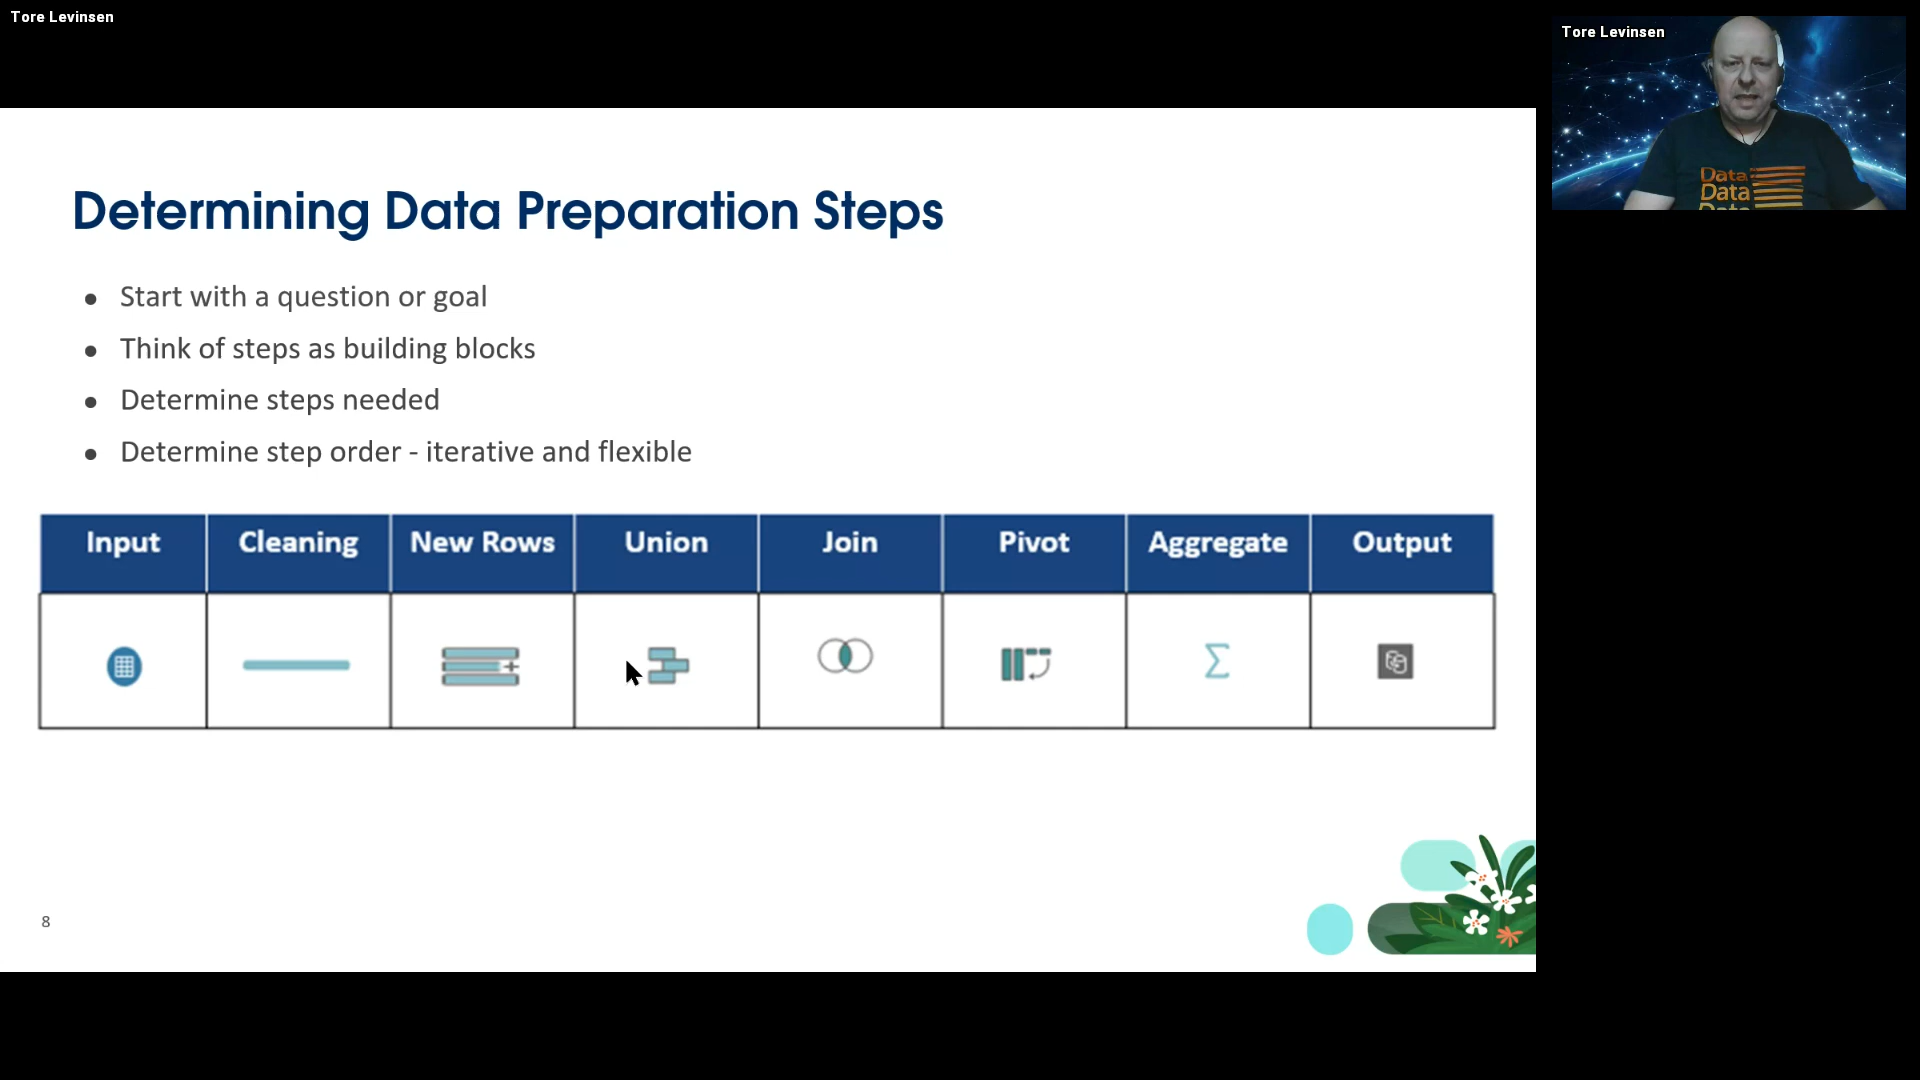 Tore Levinsen
Tore Levinsen
Data
Data
Determining Data Preparation Steps
● Start with a question or goal
● Think of steps as building blocks
● Determine steps needed
● Determine step order - iterative and flexible
Input Cleaning New Rows Union Join Pivot Aggregate Output
8